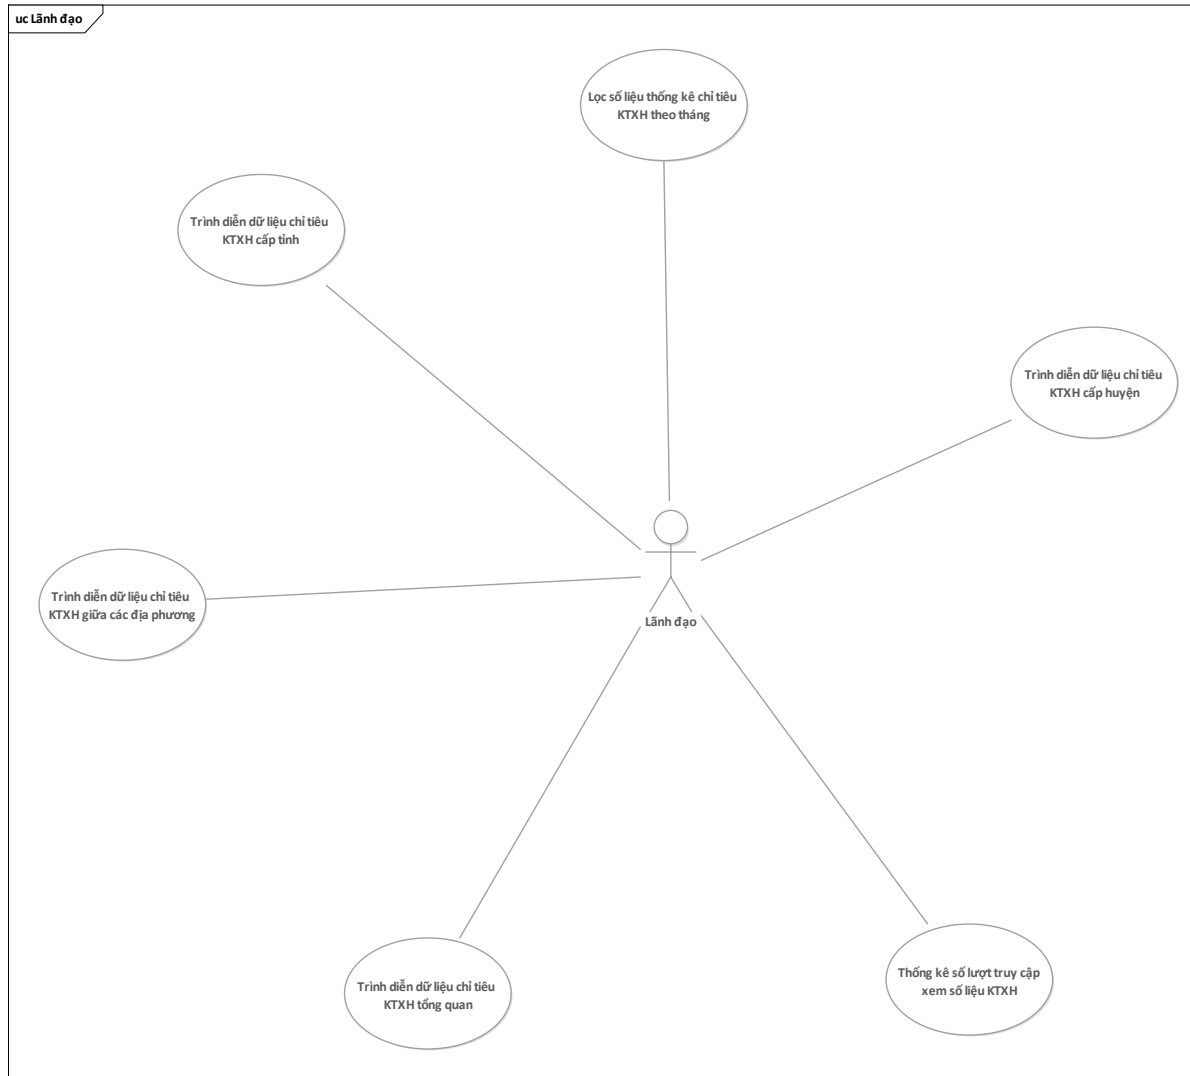 uc Lãnh đạo
Lọc số liệu thống kê chỉ tiêu
KTXH theo tháng
Trình diễn dữ liệu chỉ tiêu
KTXH cấp tỉnh
Trình diễn dữ liệu chỉ tiêu
KTXH cấp huyện
Trình diễn dữ liệu chỉ tiêu
KTXH giữa các địa phương
Lãnh đạo
Trình diễn dữ liệu chỉ tiêu
KTXH tổng quan
Thống kê số lượt truy cập
xem số liệu KTXH